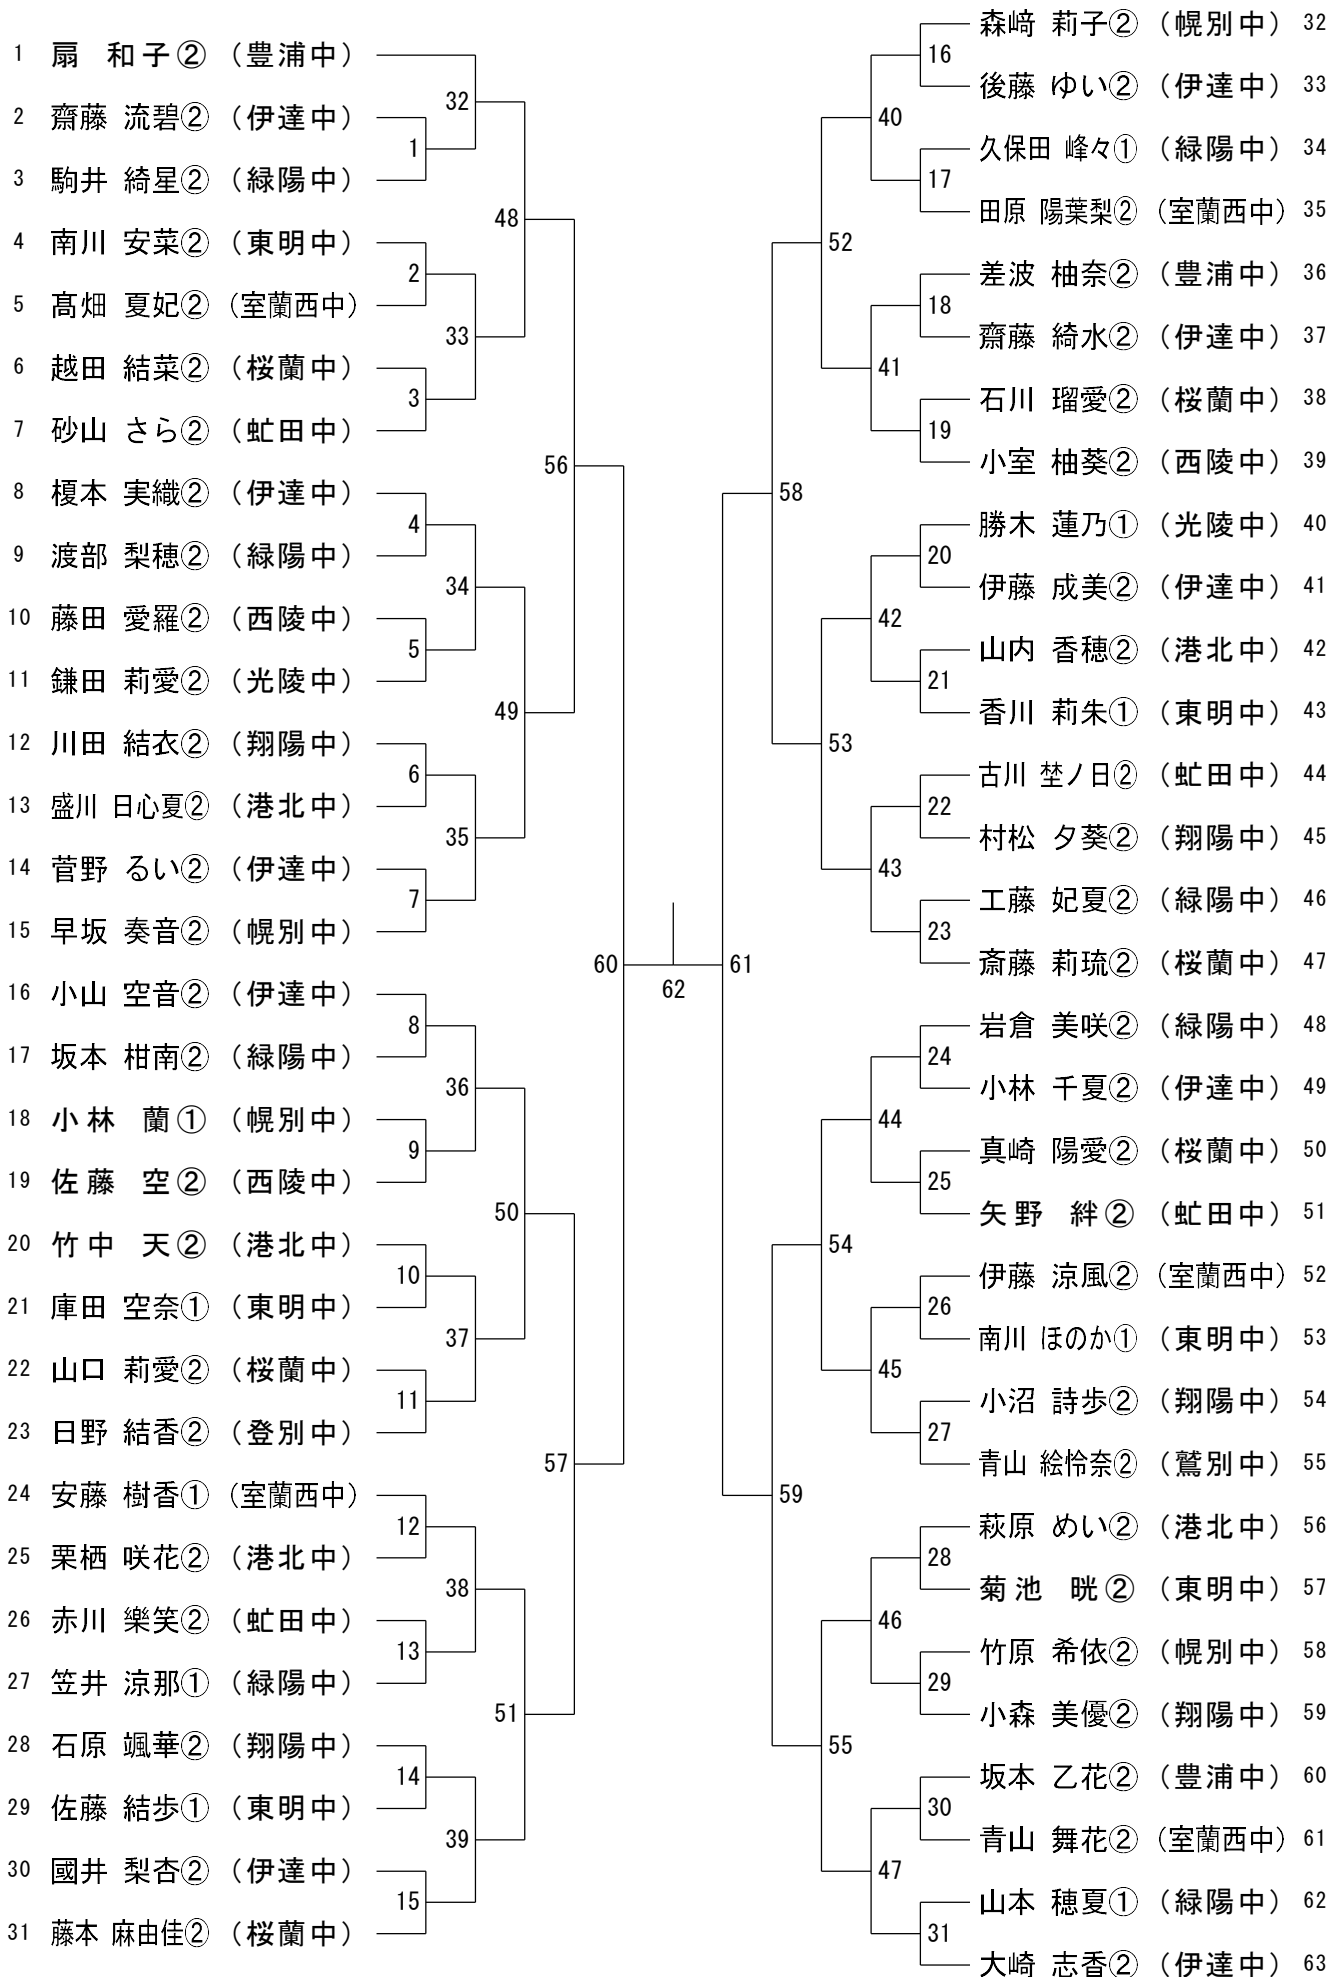 1 扇 和子② （豊浦中）
2 齋藤 流碧② （伊達中）
3 駒井 綺星② （緑陽中）
4 南川 安菜② （東明中）
5 髙畑 夏妃② （室蘭西中）
6 越田 結菜② （桜蘭中）
7 砂山 さら② （虻田中）
8 榎本 実織② （伊達中）
9 渡部 梨穂② （緑陽中）
10 藤田 愛羅② （西陵中）
11 鎌田 莉愛② （光陵中）
12 川田 結衣② （翔陽中）
13 盛川 日心夏② （港北中）
14 菅野 るい② （伊達中）
15 早坂 奏音② （幌別中）
16 小山 空音② （伊達中）
17 坂本 柑南② （緑陽中）
18 小林 蘭① （幌別中）
19 佐藤 空② （西陵中）
20 竹中 天② （港北中）
21 庫田 空奈① （東明中）
22 山口 莉愛② （桜蘭中）
23 日野 結香② （登別中）
24 安藤 樹香① （室蘭西中）
25 栗栖 咲花② （港北中）
26 赤川 樂笑② （虻田中）
27 笠井 涼那① （緑陽中）
28 石原 颯華② （翔陽中）
29 佐藤 結歩① （東明中）
30 國井 梨杏② （伊達中）
31 藤本 麻由佳② （桜蘭中）
1
2
3
4
5
6
7
8
9
10
11
12
13
14
15
32
33
34
35
36
37
38
39
48
49
50
51
56
57
60
62
61
58
59
52
53
54
55
40
41
42
43
44
45
46
47
16
17
18
19
20
21
22
23
24
25
26
27
28
29
30
31
森﨑 莉子② （幌別中） 32
後藤 ゆい② （伊達中） 33
久保田 峰々① （緑陽中） 34
田原 陽葉梨② （室蘭西中） 35
差波 柚奈② （豊浦中） 36
齋藤 綺水② （伊達中） 37
石川 瑠愛② （桜蘭中） 38
小室 柚葵② （西陵中） 39
勝木 蓮乃① （光陵中） 40
伊藤 成美② （伊達中） 41
山内 香穂② （港北中） 42
香川 莉朱① （東明中） 43
古川 埜ノ日② （虻田中） 44
村松 夕葵② （翔陽中） 45
工藤 妃夏② （緑陽中） 46
斎藤 莉琉② （桜蘭中） 47
岩倉 美咲② （緑陽中） 48
小林 千夏② （伊達中） 49
真崎 陽愛② （桜蘭中） 50
矢野 絆② （虻田中） 51
伊藤 涼風② （室蘭西中） 52
南川 ほのか① （東明中） 53
小沼 詩歩② （翔陽中） 54
青山 絵怜奈② （鷲別中） 55
萩原 めい② （港北中） 56
菊池 晄② （東明中） 57
竹原 希依② （幌別中） 58
小森 美優② （翔陽中） 59
坂本 乙花② （豊浦中） 60
青山 舞花② （室蘭西中） 61
山本 穂夏① （緑陽中） 62
大崎 志香② （伊達中） 63